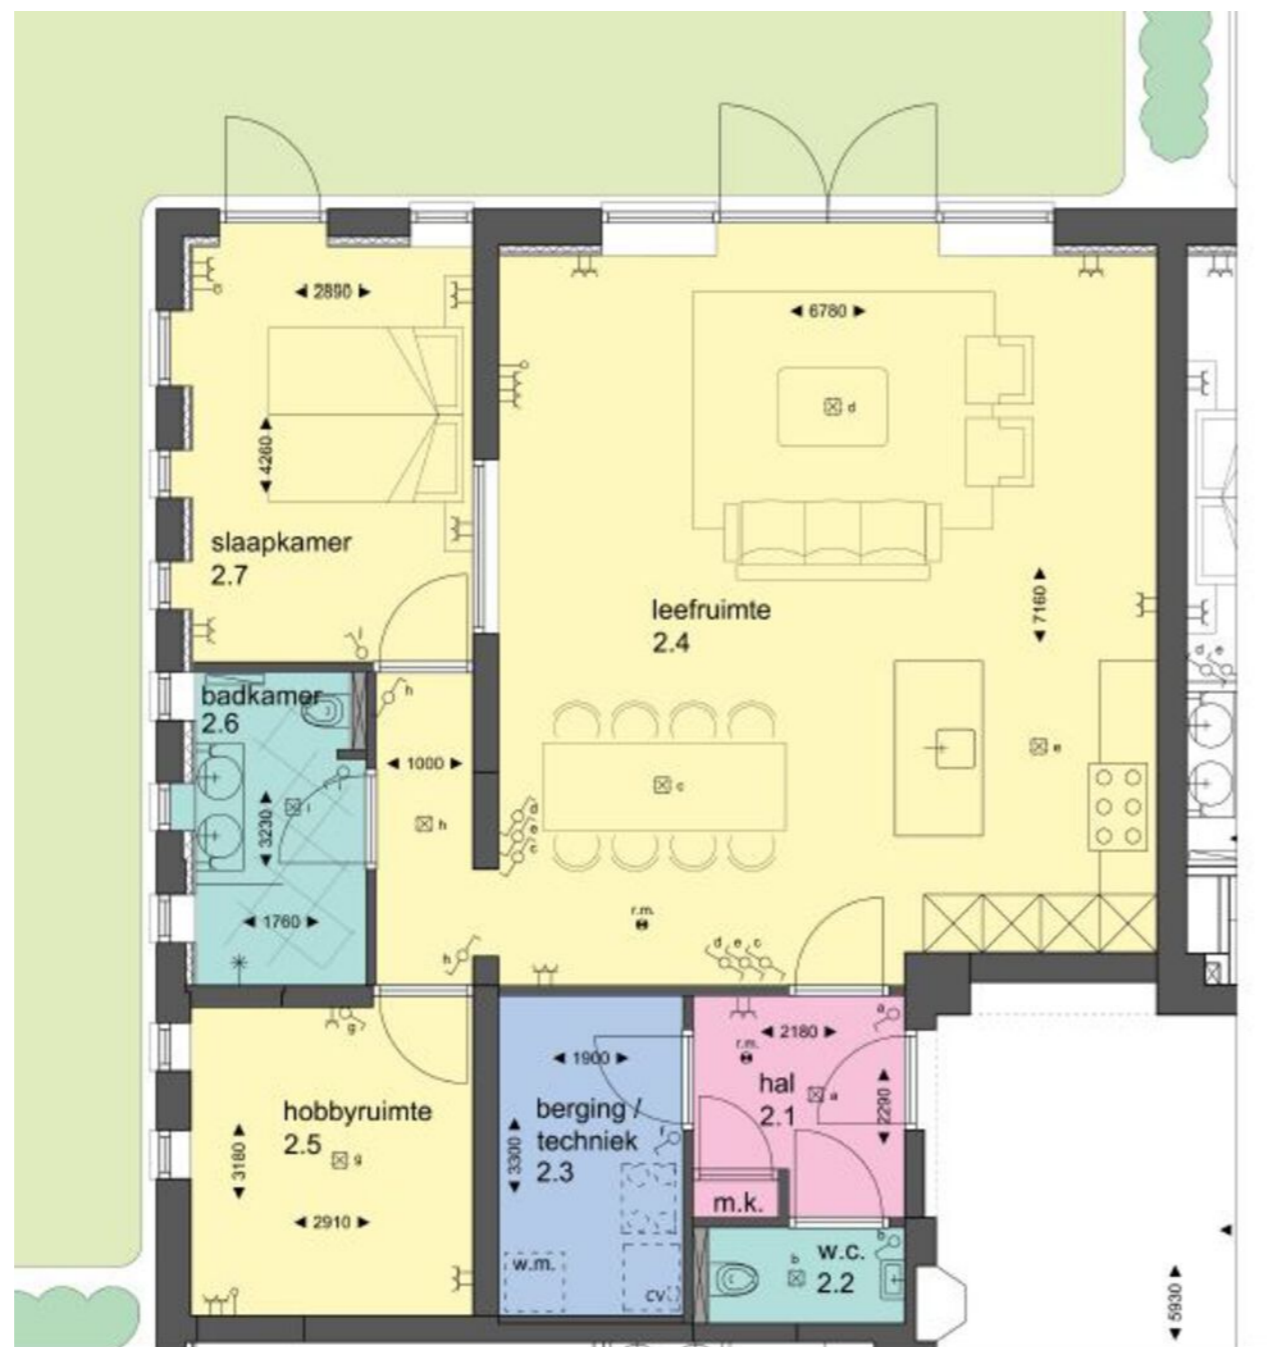 2890
6780
d
4260
slaapkamer
2.7
leefruimte
2.4
7160
d e
badkamer
2.6
h
1000
e
c
i
3230
h
d
e
c
1760
r.m.
h
d e c
g
a
1900
2180
r.m.
hal
2.1
a
2290
hobbyruimte
2.5
g
berging /
techniek
2.3
f
3180
3300
2910
m.k.
w.m.
cv
b
w.c.
2.2
b
5930